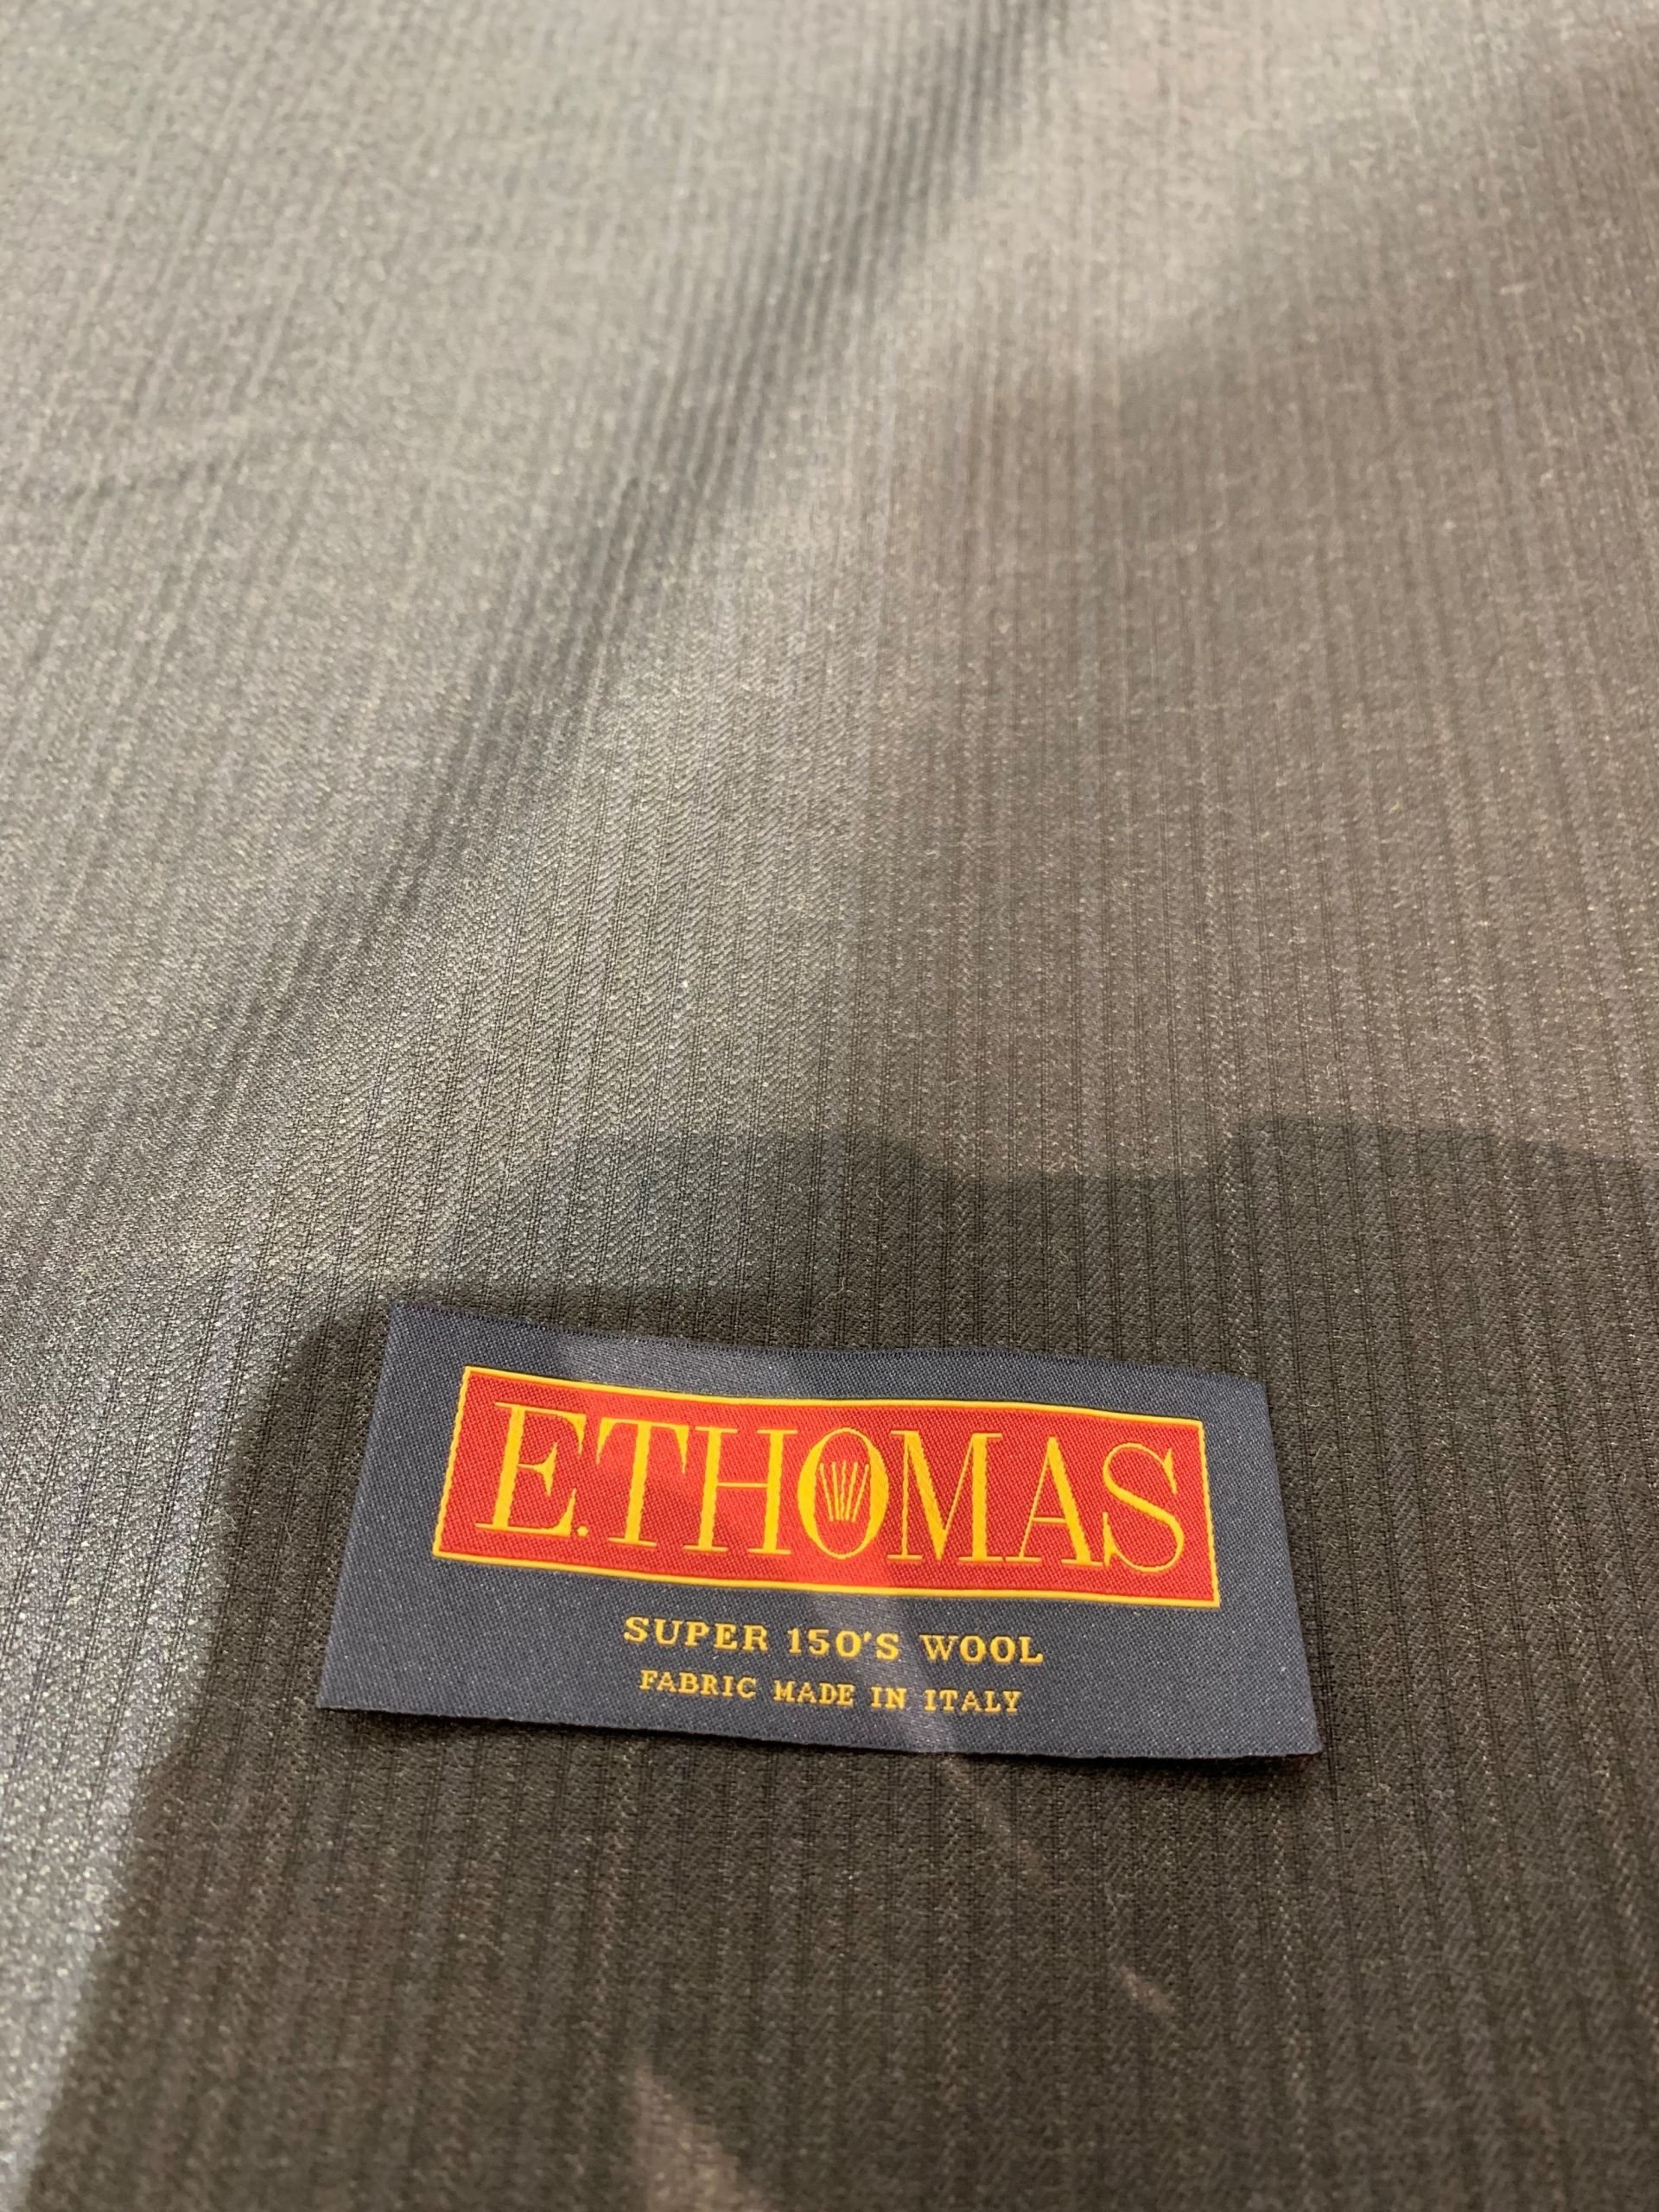 E.THOMAS
SUPER 150'S WOOL
FABRIC MADE IN ITALY